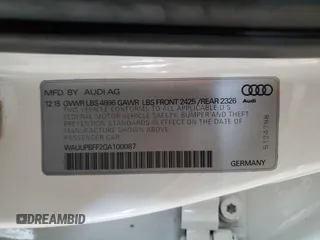 MFD. BY AUDI AG
12 15 GVWR LBS 4696 GAWR LBS FRONT 2425 / REAR 2326
THIS VEHICLE CONFORMS TO ALL APPLICABLE U.S.
FEDERAL MOTOR VEHICLE SAFETY, BUMPER AND THEFT
PREVENTION STANDARDS IN EFFECT ON THE DATE OF
MANUFACTURE SHOWN ABOVE
PASSENGER CAR
WAUUPBFF2GA100087
GERMANY
Audi
© DREAMBID